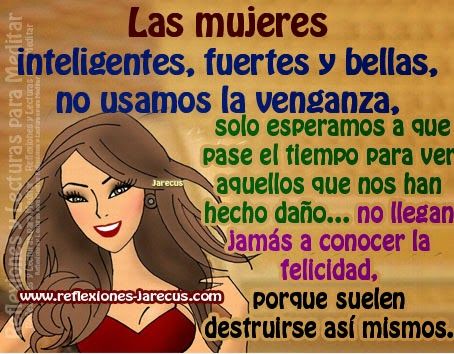 Las mujeres
inteligentes, fuertes y bellas,
no usamos la venganza,
solo esperamos a que
pase el tiempo para ver
aquellos que nos han
hecho daño... no llegan
jamás a conocer la
felicidad,
porque suelen
destruirse así mismos.
Jarecus
www.reflexiones-Jarecus.com
Reflexiones y Lecturas para Meditar